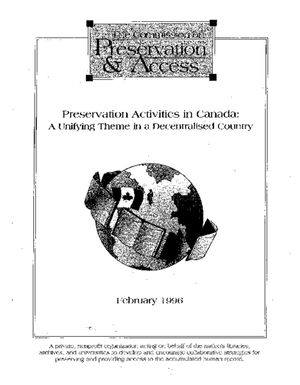 The Commission on
Preservation
& Access
Preservation Activities in Canada:
A Unifying Theme in a Decentralised Country
February 1996
A private, nonprofit organization acting on behalf of the nation's libraries,
archives, and universities to develop and encourage collaborative strategies for
preserving and providing access to the accumulated human record.